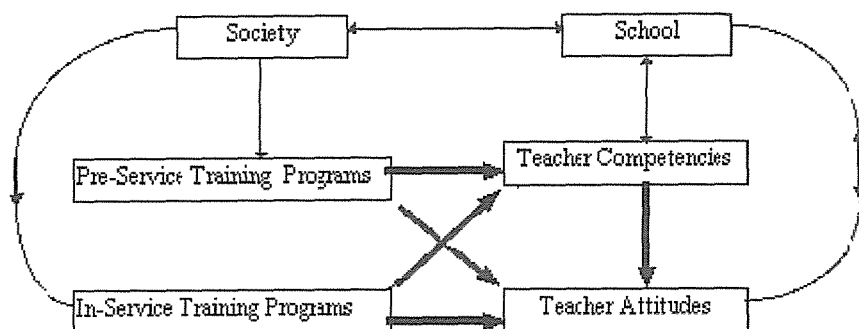 Society
School
Pre-Service Training Programs
Teacher Competencies
In-Service Training Programs
Teacher Attitudes